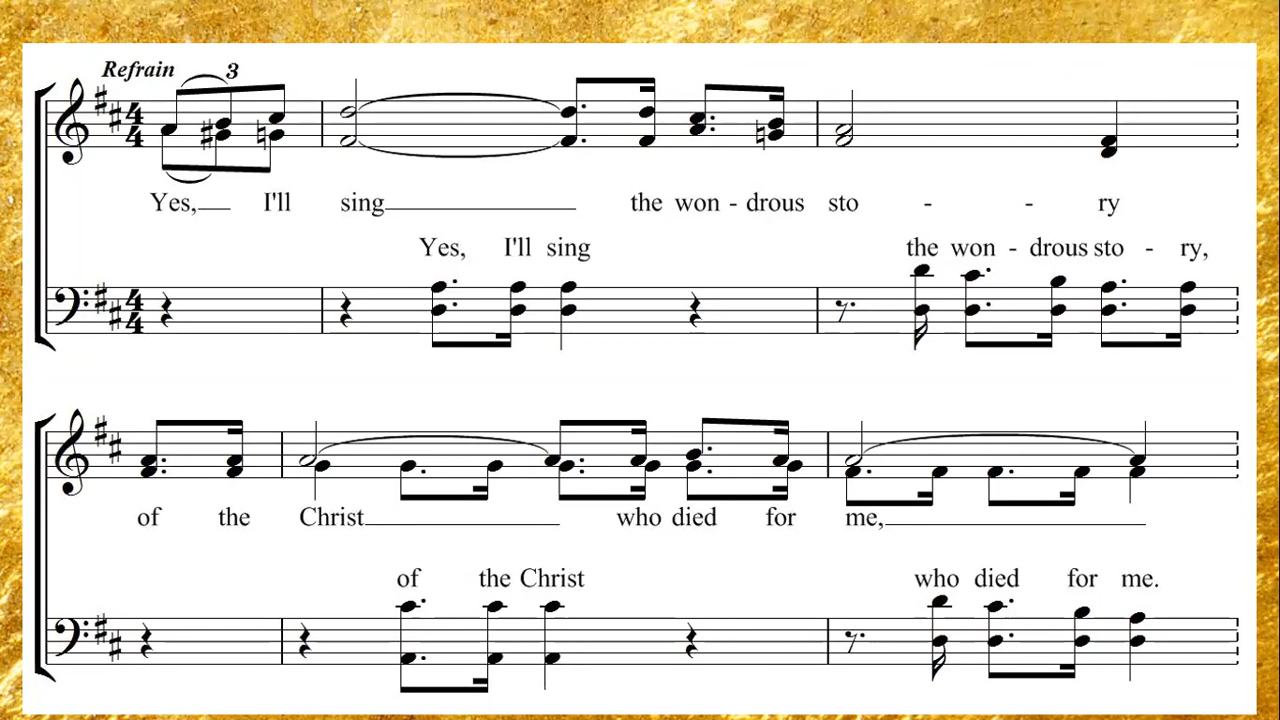 Refrain 3
Yes, I'll sing the won - drous sto - - ry
Yes, I'll sing the won - drous sto - ry,
of the Christ who died for me,
of the Christ who died for me.